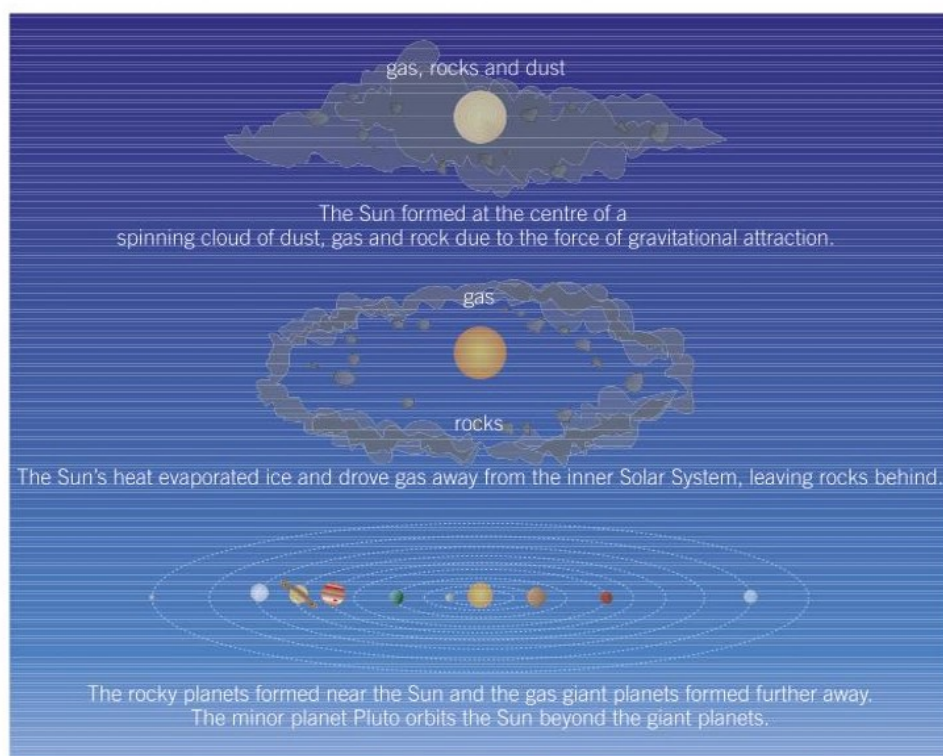 gas, rocks and dust
The Sun formed at the centre of a
spinning cloud of dust, gas and rock due to the force of gravitational attraction.
gas
rocks
The Sun's heat evaporated ice and drove gas away from the inner Solar System, leaving rocks behind.
The rocky planets formed near the Sun and the gas giant planets formed further away.
The minor planet Pluto orbits the Sun beyond the giant planets.